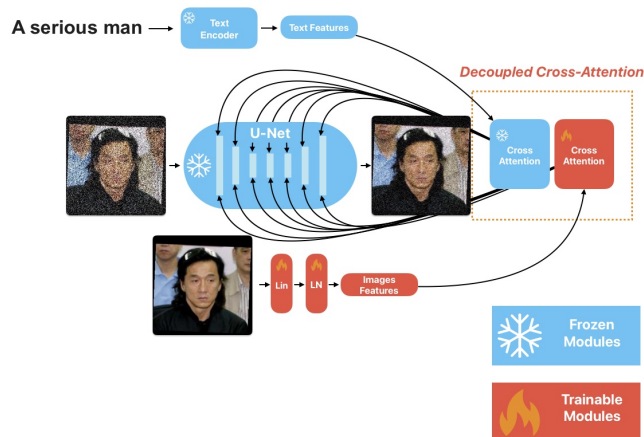 A serious man
Text
Encoder
Text Features
Decoupled Cross-Attention
U-Net
Cross
Attention
Cross
Attention
Lin
LN
Images
Features
Frozen
Modules
Trainable
Modules